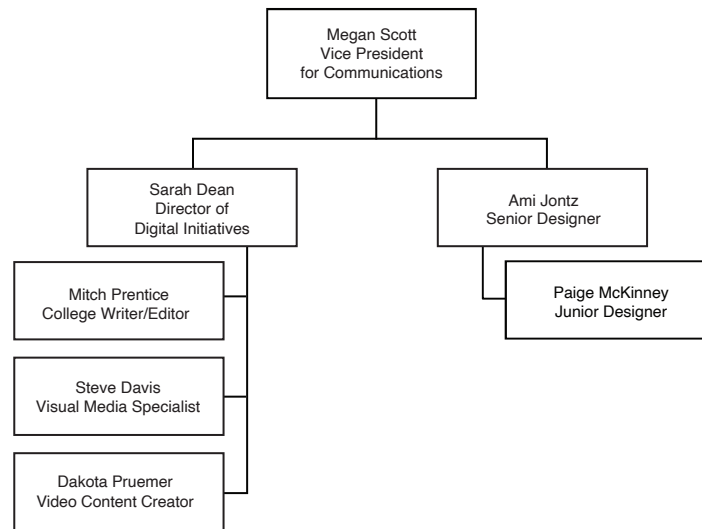 Megan Scott
Vice President
for Communications
Sarah Dean
Director of
Digital Initiatives
Ami Jontz
Senior Designer
Mitch Prentice
College Writer/Editor
Paige McKinney
Junior Designer
Steve Davis
Visual Media Specialist
Dakota Pruemer
Video Content Creator